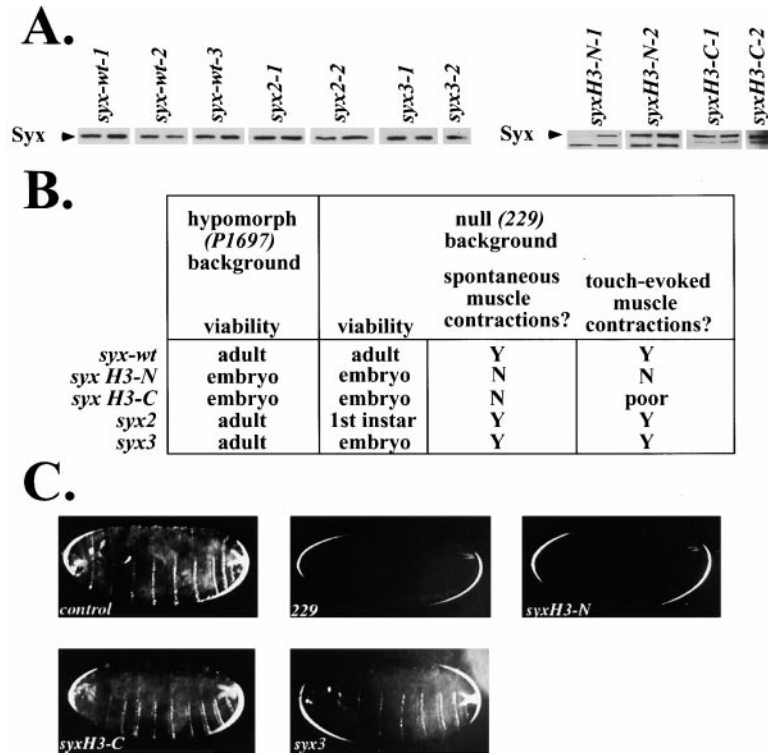 A.
syx-wt-1
syx-wt-2
syx-wt-3
syx2-1
syx2-2
syx3-1
syx3-2
syxH3-N-1
syxH3-N-2
syxH3-C-1
syxH3-C-2
Syx
Syx
B.
hypomorph
(P1697)
background
null (229)
background
viability
viability
spontaneous
muscle
contractions?
touch-evoked
muscle
contractions?
syx-wt adult adult Y Y
syx H3-N embryo embryo N N
syx H3-C embryo embryo N poor
syx2 adult 1st instar Y Y
syx3 adult embryo Y Y
C.
control
229
syxH3-N
syxH3-C
syx3